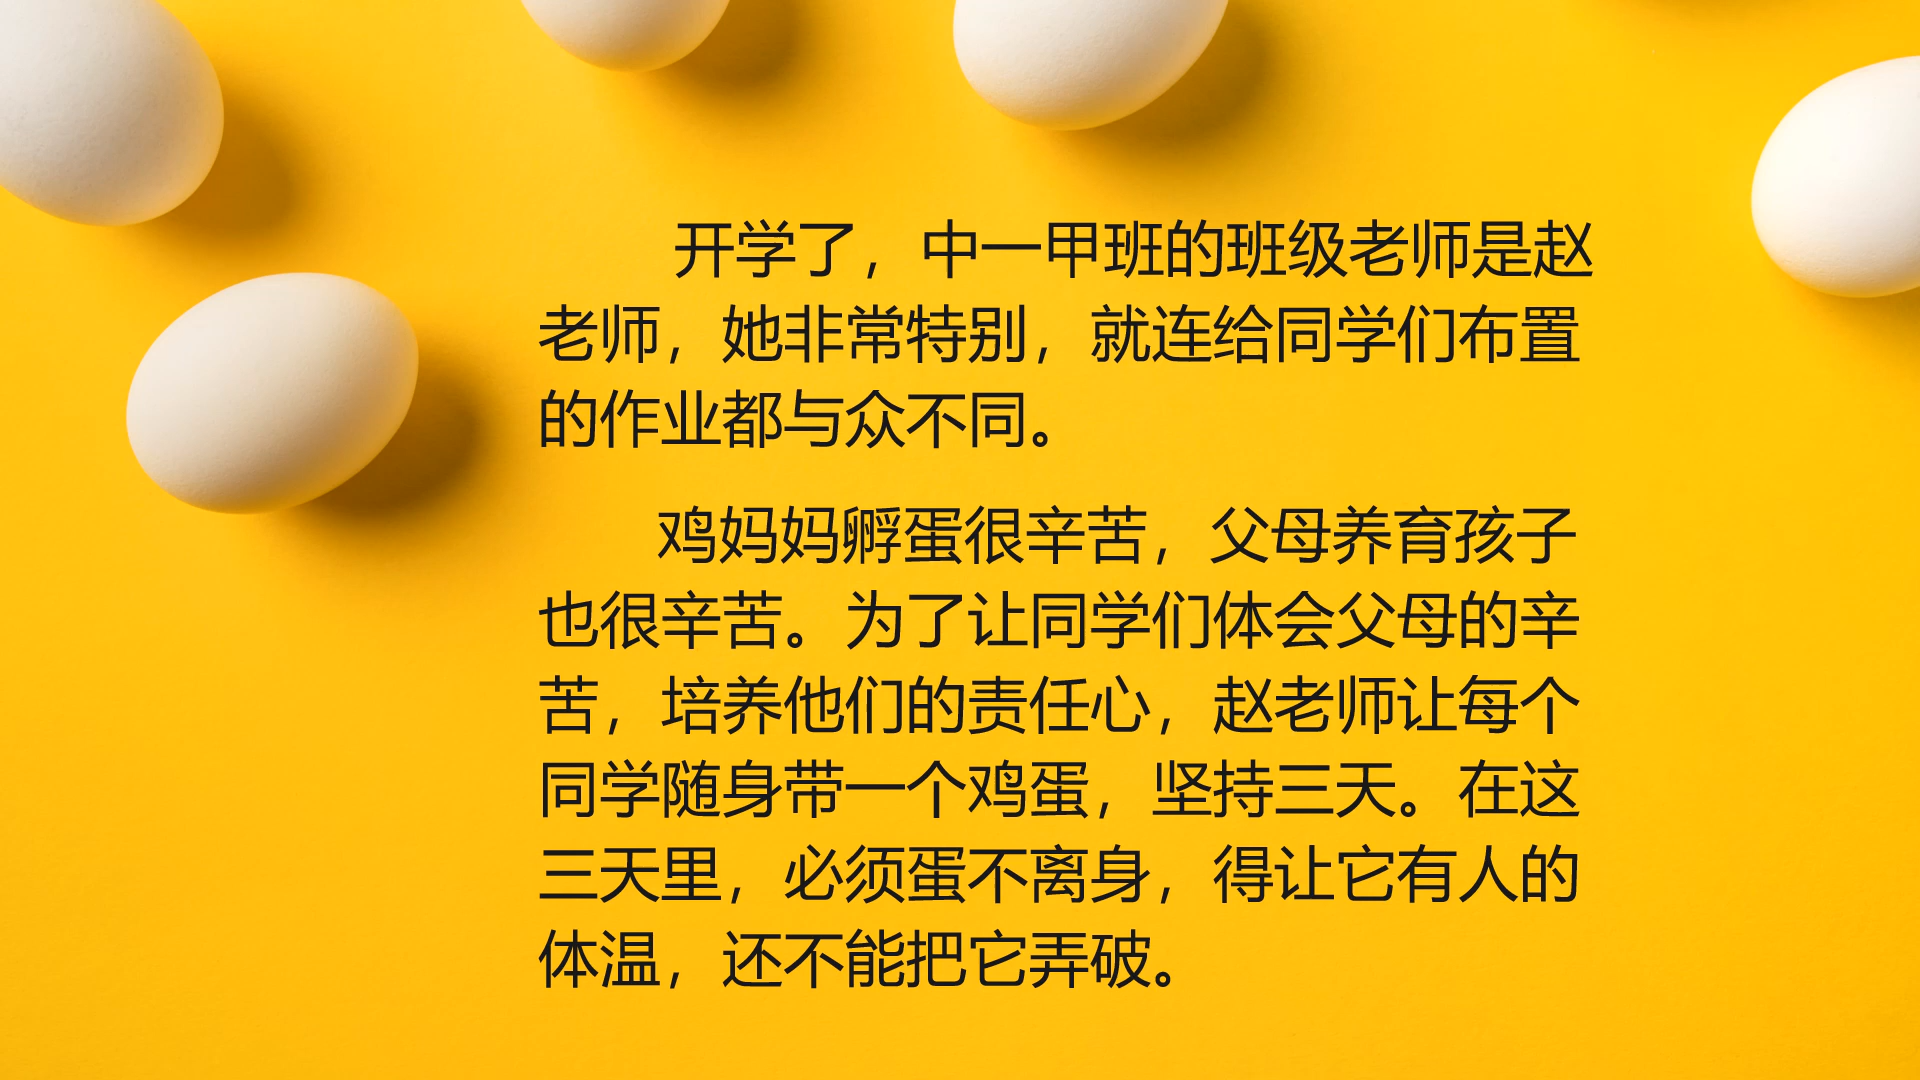 开学了，中一甲班的班级老师是赵
老师，她非常特别，就连给同学们布置
的作业都与众不同。
鸡妈妈孵蛋很辛苦，父母养育孩子
也很辛苦。为了让同学们体会父母的辛
苦，培养他们的责任心，赵老师让每个
同学随身带一个鸡蛋，坚持三天。在这
三天里，必须蛋不离身，得让它有人的
体温，还不能把它弄破。